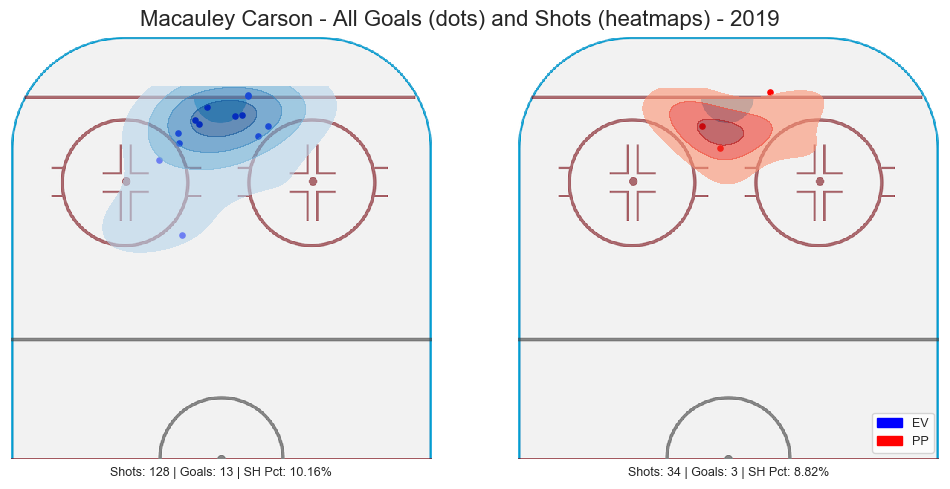 Macauley Carson - All Goals (dots) and Shots (heatmaps) - 2019
EV
PP
Shots: 128 | Goals: 13 | SH Pct: 10.16%
Shots: 34 | Goals: 3 | SH Pct: 8.82%